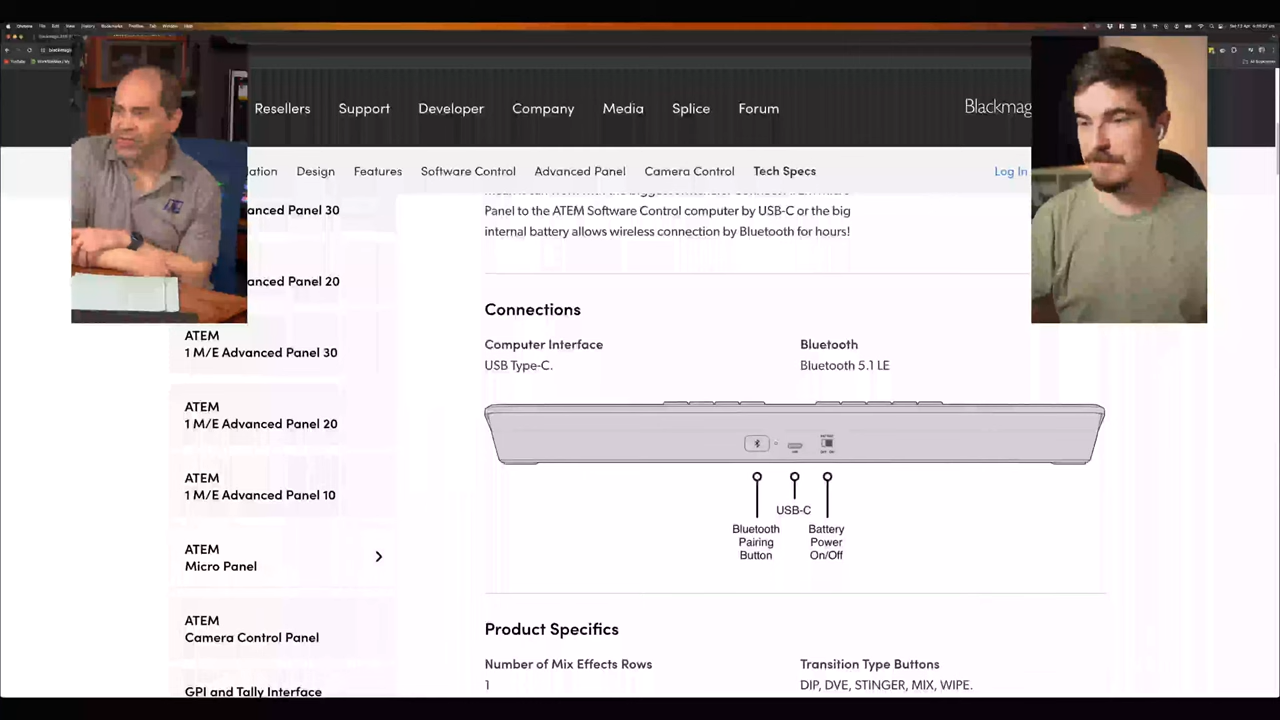 Resellers Support Developer Company Media Splice Forum
Blackmag
lation Design Features Software Control Advanced Panel Camera Control Tech Specs
Log In
anced Panel 30
anced Panel 20
ATEM
1 M/E Advanced Panel 30
ATEM
1 M/E Advanced Panel 20
ATEM
1 M/E Advanced Panel 10
ATEM
Micro Panel
ATEM
Camera Control Panel
GPI and Tally Interface
Panel to the ATEM Software Control computer by USB-C or the big
internal battery allows wireless connection by Bluetooth for hours!
Connections
Computer Interface
USB Type-C.
Bluetooth
Bluetooth 5.1 LE
Bluetooth
Pairing
Button
USB-C
Battery
Power
On/Off
Product Specifics
Number of Mix Effects Rows
1
Transition Type Buttons
DIP, DVE, STINGER, MIX, WIPE.